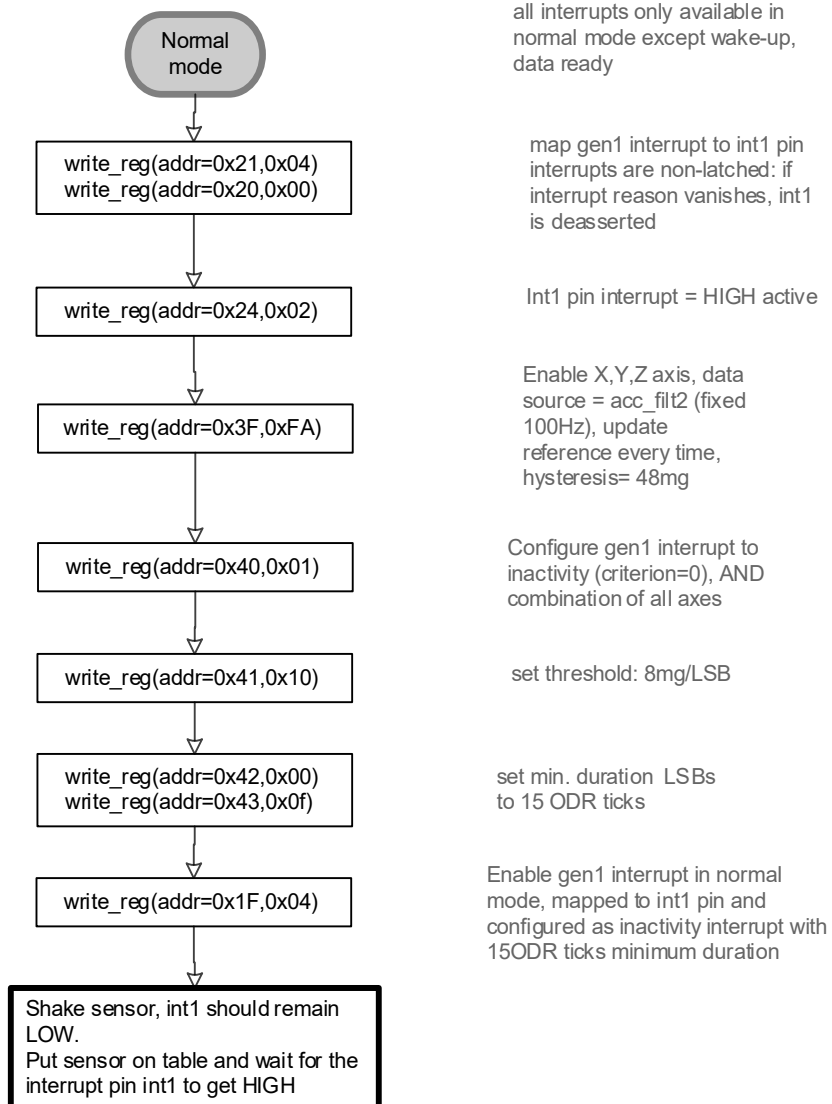 all interrupts only available in
normal mode except wake-up,
data ready
Normal
mode
write_reg(addr=0x21,0x04)
write_reg(addr=0x20,0x00)
map gen1 interrupt to int1 pin
interrupts are non-latched: if
interrupt reason vanishes, int1
is deasserted
write_reg(addr=0x24,0x02)
Int1 pin interrupt = HIGH active
write_reg(addr=0x3F,0xFA)
Enable X,Y,Z axis, data
source = acc_filt2 (fixed
100Hz), update
reference every time,
hysteresis= 48mg
write_reg(addr=0x40,0x01)
Configure gen1 interrupt to
inactivity (criterion=0), AND
combination of all axes
write_reg(addr=0x41,0x10)
set threshold: 8mg/LSB
write_reg(addr=0x42,0x00)
write_reg(addr=0x43,0x0f)
set min. duration LSBs
to 15 ODR ticks
write_reg(addr=0x1F,0x04)
Enable gen1 interrupt in normal
mode, mapped to int1 pin and
configured as inactivity interrupt with
15ODR ticks minimum duration
Shake sensor, int1 should remain
LOW.
Put sensor on table and wait for the
interrupt pin int1 to get HIGH